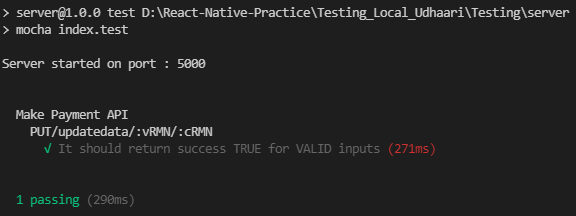 > server@1.0.0 test D:\React-Native-Practice\Testing_Local_Udhaari\Testing\server
> mocha index.test
Server started on port : 5000
Make Payment API
PUT/updatedata/:vRMN/:cRMN
√ It should return success TRUE for VALID inputs (271ms)
1 passing (290ms)